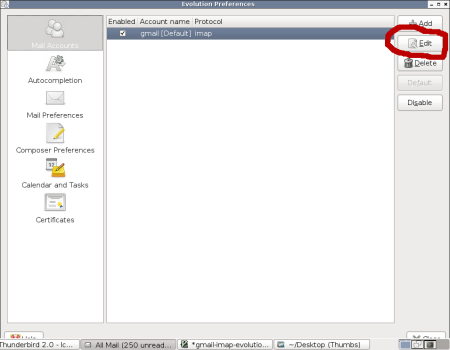 Evolution Preferences
Mail Accounts
Autocompletion
Mail Preferences
Composer Preferences
Calendar and Tasks
Certificates
Enabled Account name Protocol
gmail [Default] imap
Add
Edit
Delete
Default
Disable
Help
Close
Thunderbird 2.0 - Ic...
All Mail (250 unread...
*gmail-imap-evolutio...
~/Desktop (Thumbs)